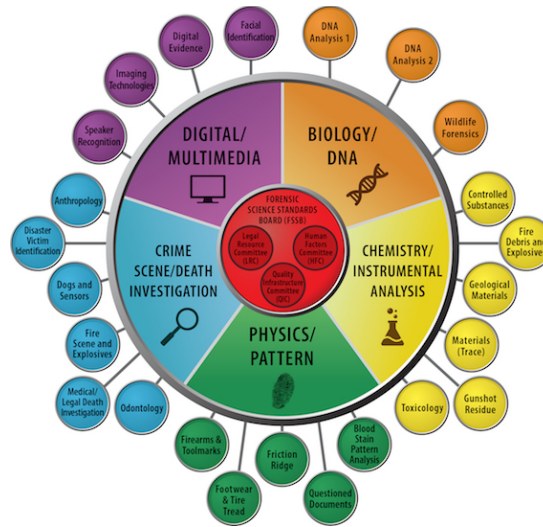 Facial
Identification
DNA
Analysis 1
Digital
Evidence
DNA
Analysis 2
Imaging
Technologies
Speaker
Recognition
Wildlife
Forensics
DIGITAL/
MULTIMEDIA
BIOLOGY/
DNA
Anthropology
Controlled
Substances
FORENSIC
SCIENCE STANDARDS
BOARD (FSSB)
Legal
Resource
Committee
(LRC)
Human
Factors
Committee
(HFC)
Quality
Infrastructure
Committee
(QIC)
Disaster
Victim
Identification
Fire
Debris and
Explosives
CRIME
SCENE/DEATH
INVESTIGATION
CHEMISTRY/
INSTRUMENTAL
ANALYSIS
Dogs and
Sensors
Geological
Materials
Fire
Scene and
Explosives
Materials
(Trace)
PHYSICS/
PATTERN
Medical/
Legal Death
Investigation
Odontology
Toxicology
Gunshot
Residue
Firearms &
Toolmarks
Friction
Ridge
Blood
Stain
Pattern
Analysis
Footwear &
Tire
Tread
Questioned
Documents